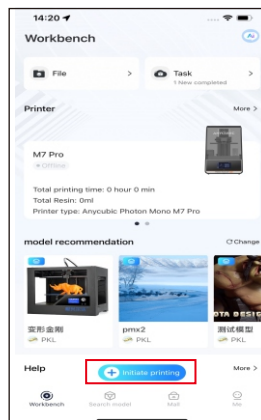 14:20
Workbench
File >
Task >
1 New completed
Printer
More >
M7 Pro
Offline
Total printing time: 0 hour 0 min
Total Resin: 0ml
Printer type: Anycubic Photon Mono M7 Pro
model recommendation
Change
变形金刚
PKL
pmx2
PKL
测试模型
PKL
Help
Initiate printing
More >
Workbench
Search model
Mall
Me